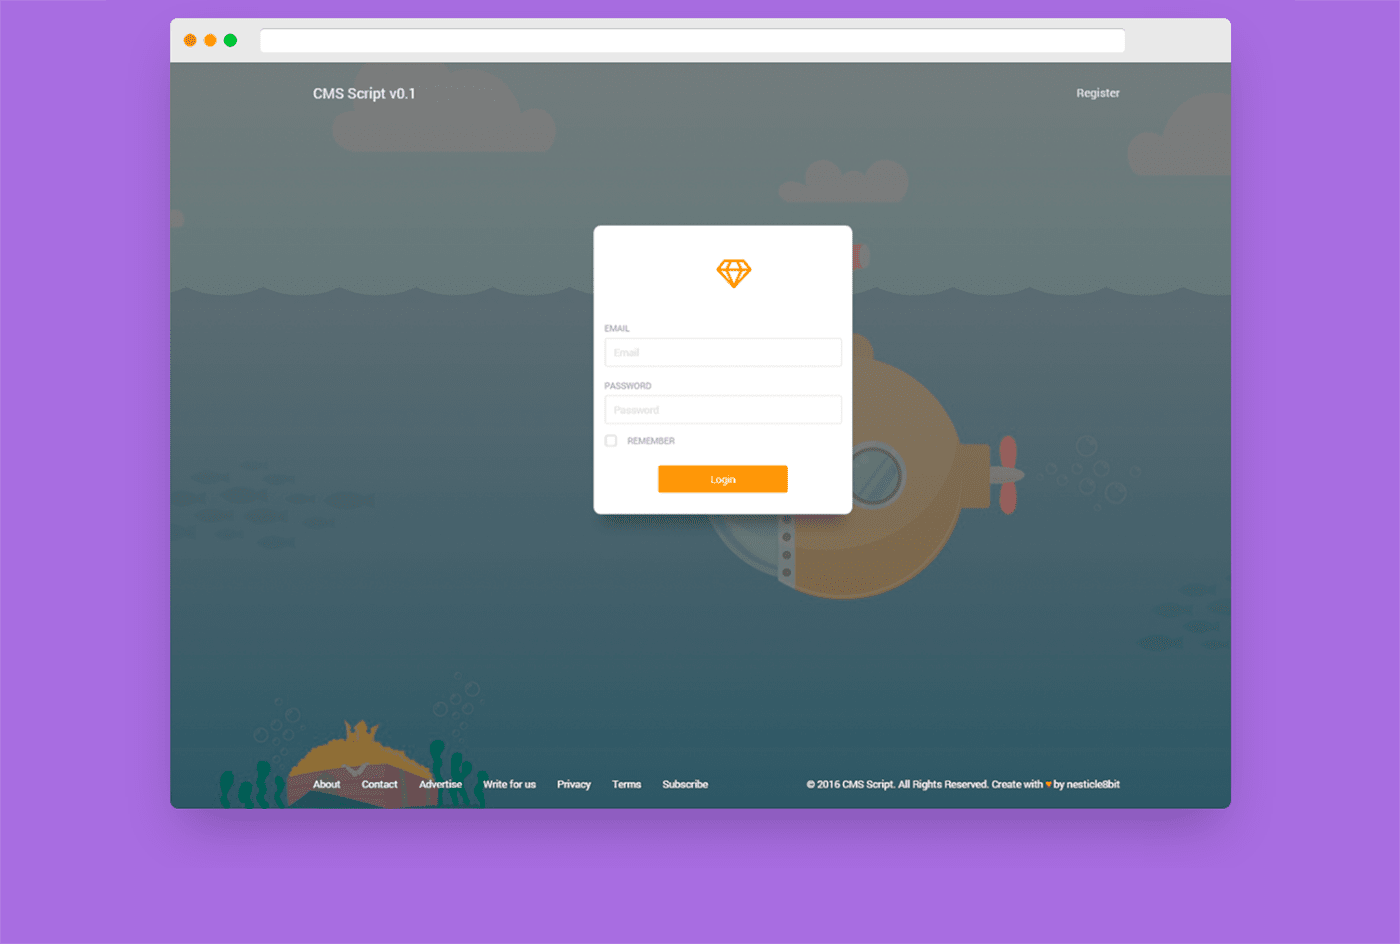 CMS Script v0.1
Register
EMAIL
Email
PASSWORD
Password
REMEMBER
Login
About Contact Advertise Write for us Privacy Terms Subscribe
© 2016 CMS Script. All Rights Reserved. Create with ♥ by nesticle8bit